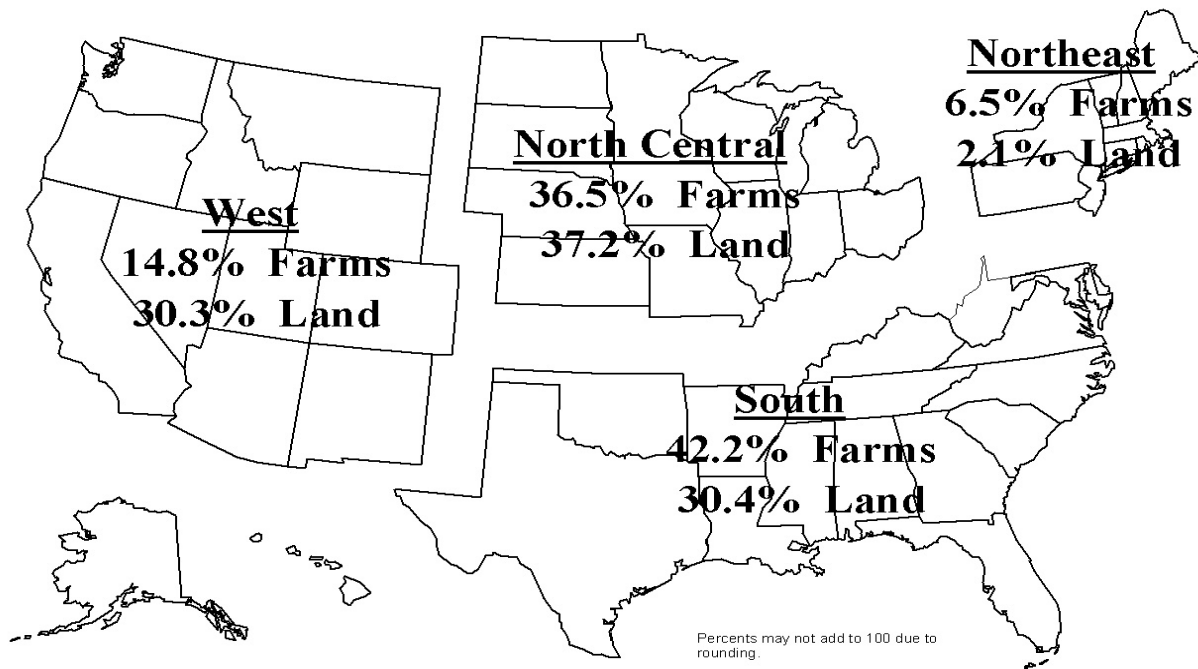 Northeast
6.5% Farms
2.1% Land
North Central
36.5% Farms
37.2% Land
West
14.8% Farms
30.3% Land
South
42.2% Farms
30.4% Land
Percents may not add to 100 due to
rounding.